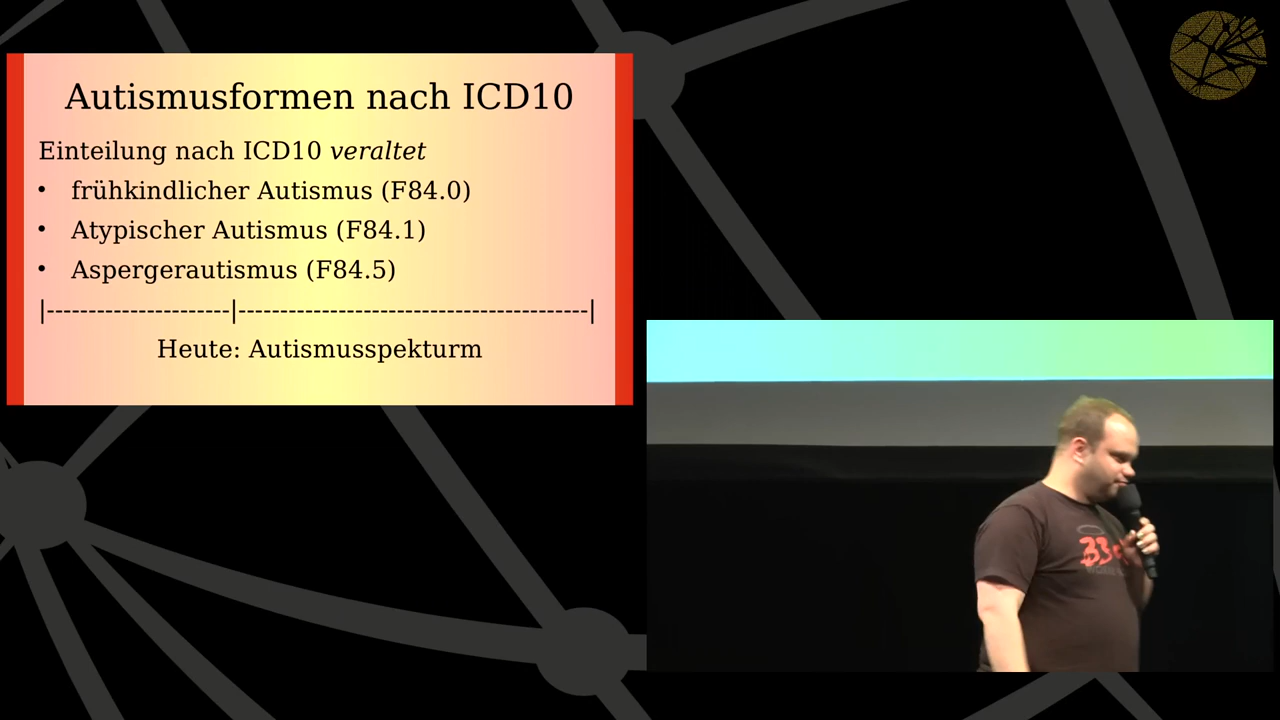 Autismusformen nach ICD10
Einteilung nach ICD10 veraltet
• frühkindlicher Autismus (F84.0)
• Atypischer Autismus (F84.1)
• Aspergerautismus (F84.5)
|----------------------|------------------------------------------|
Heute: Autismusspekturm
33c